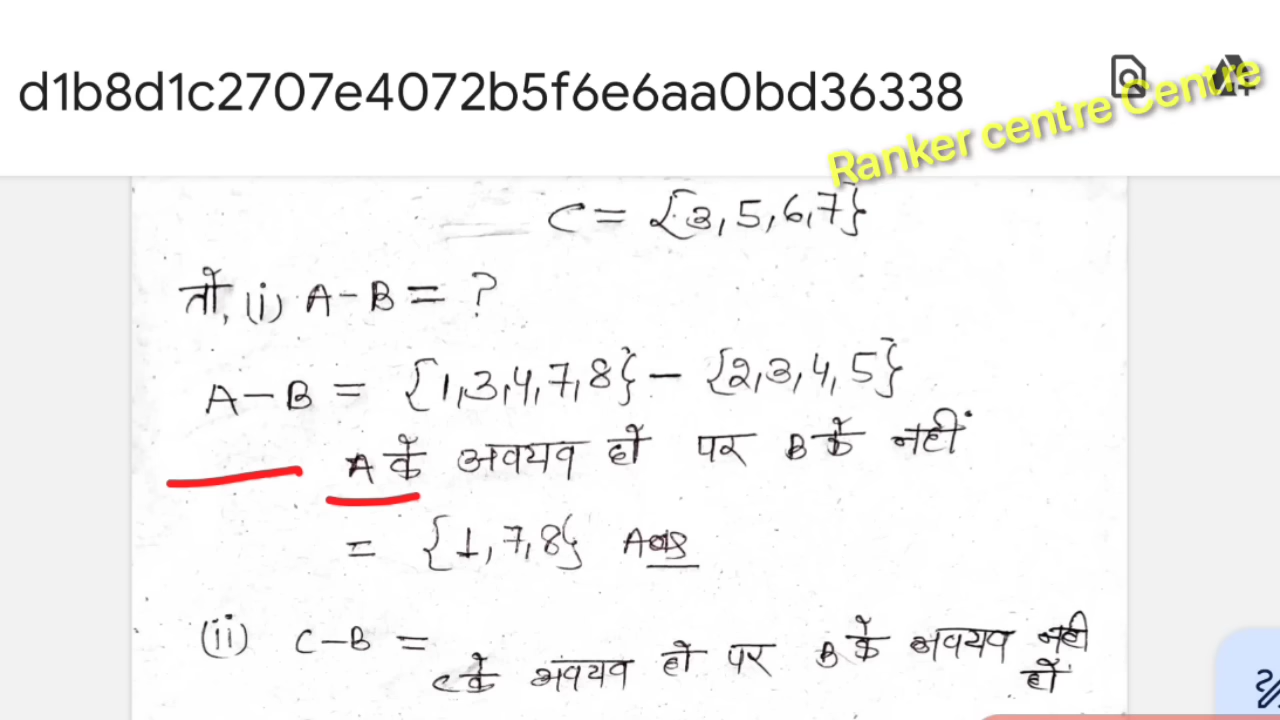 d1b8d1c2707e4072b5f6e6aa0bd36338
Ranker centre Centre
C = {3,5,6,7}
तो, (i) A-B = ?
A-B = {1,3,4,7,8} - {2,3,4,5}
A के अवयव हो पर B के नहीं
= {1,7,8} Ans
(ii) C-B =
C के अवयव हो पर B के अवयव नही
हों